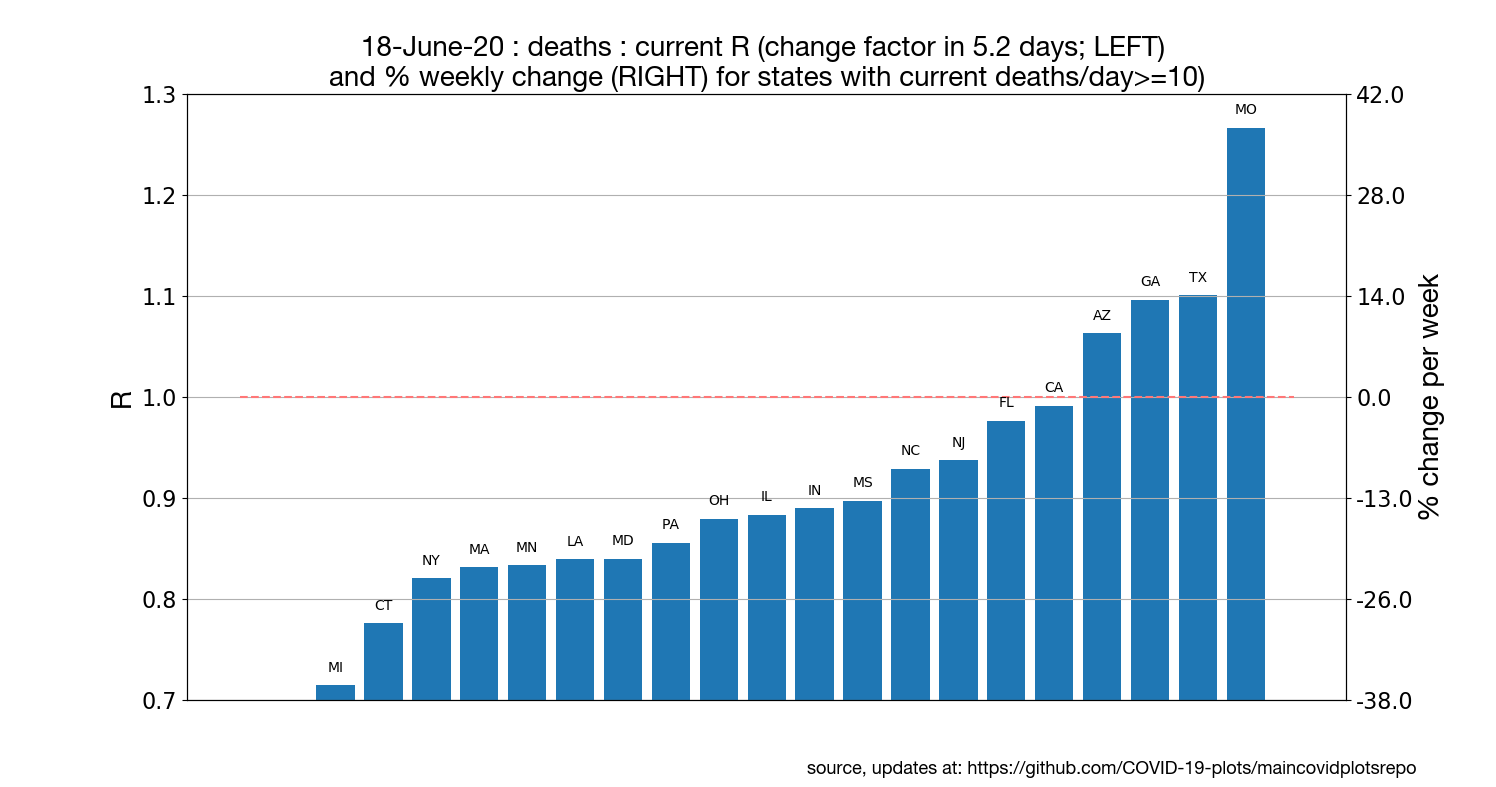 18-June-20 : deaths : current R (change factor in 5.2 days; LEFT)
and % weekly change (RIGHT) for states with current deaths/day>=10)
1.3
1.2
1.1
1.0
0.9
0.8
0.7
R
MI
CT
NY
MA
MN
LA
MD
PA
OH
IL
IN
MS
NC
NJ
FL
CA
AZ
GA
TX
MO
42.0
28.0
14.0
0.0
-13.0
-26.0
-38.0
% change per week
source, updates at: https://github.com/COVID-19-plots/maincovidplotsrepo